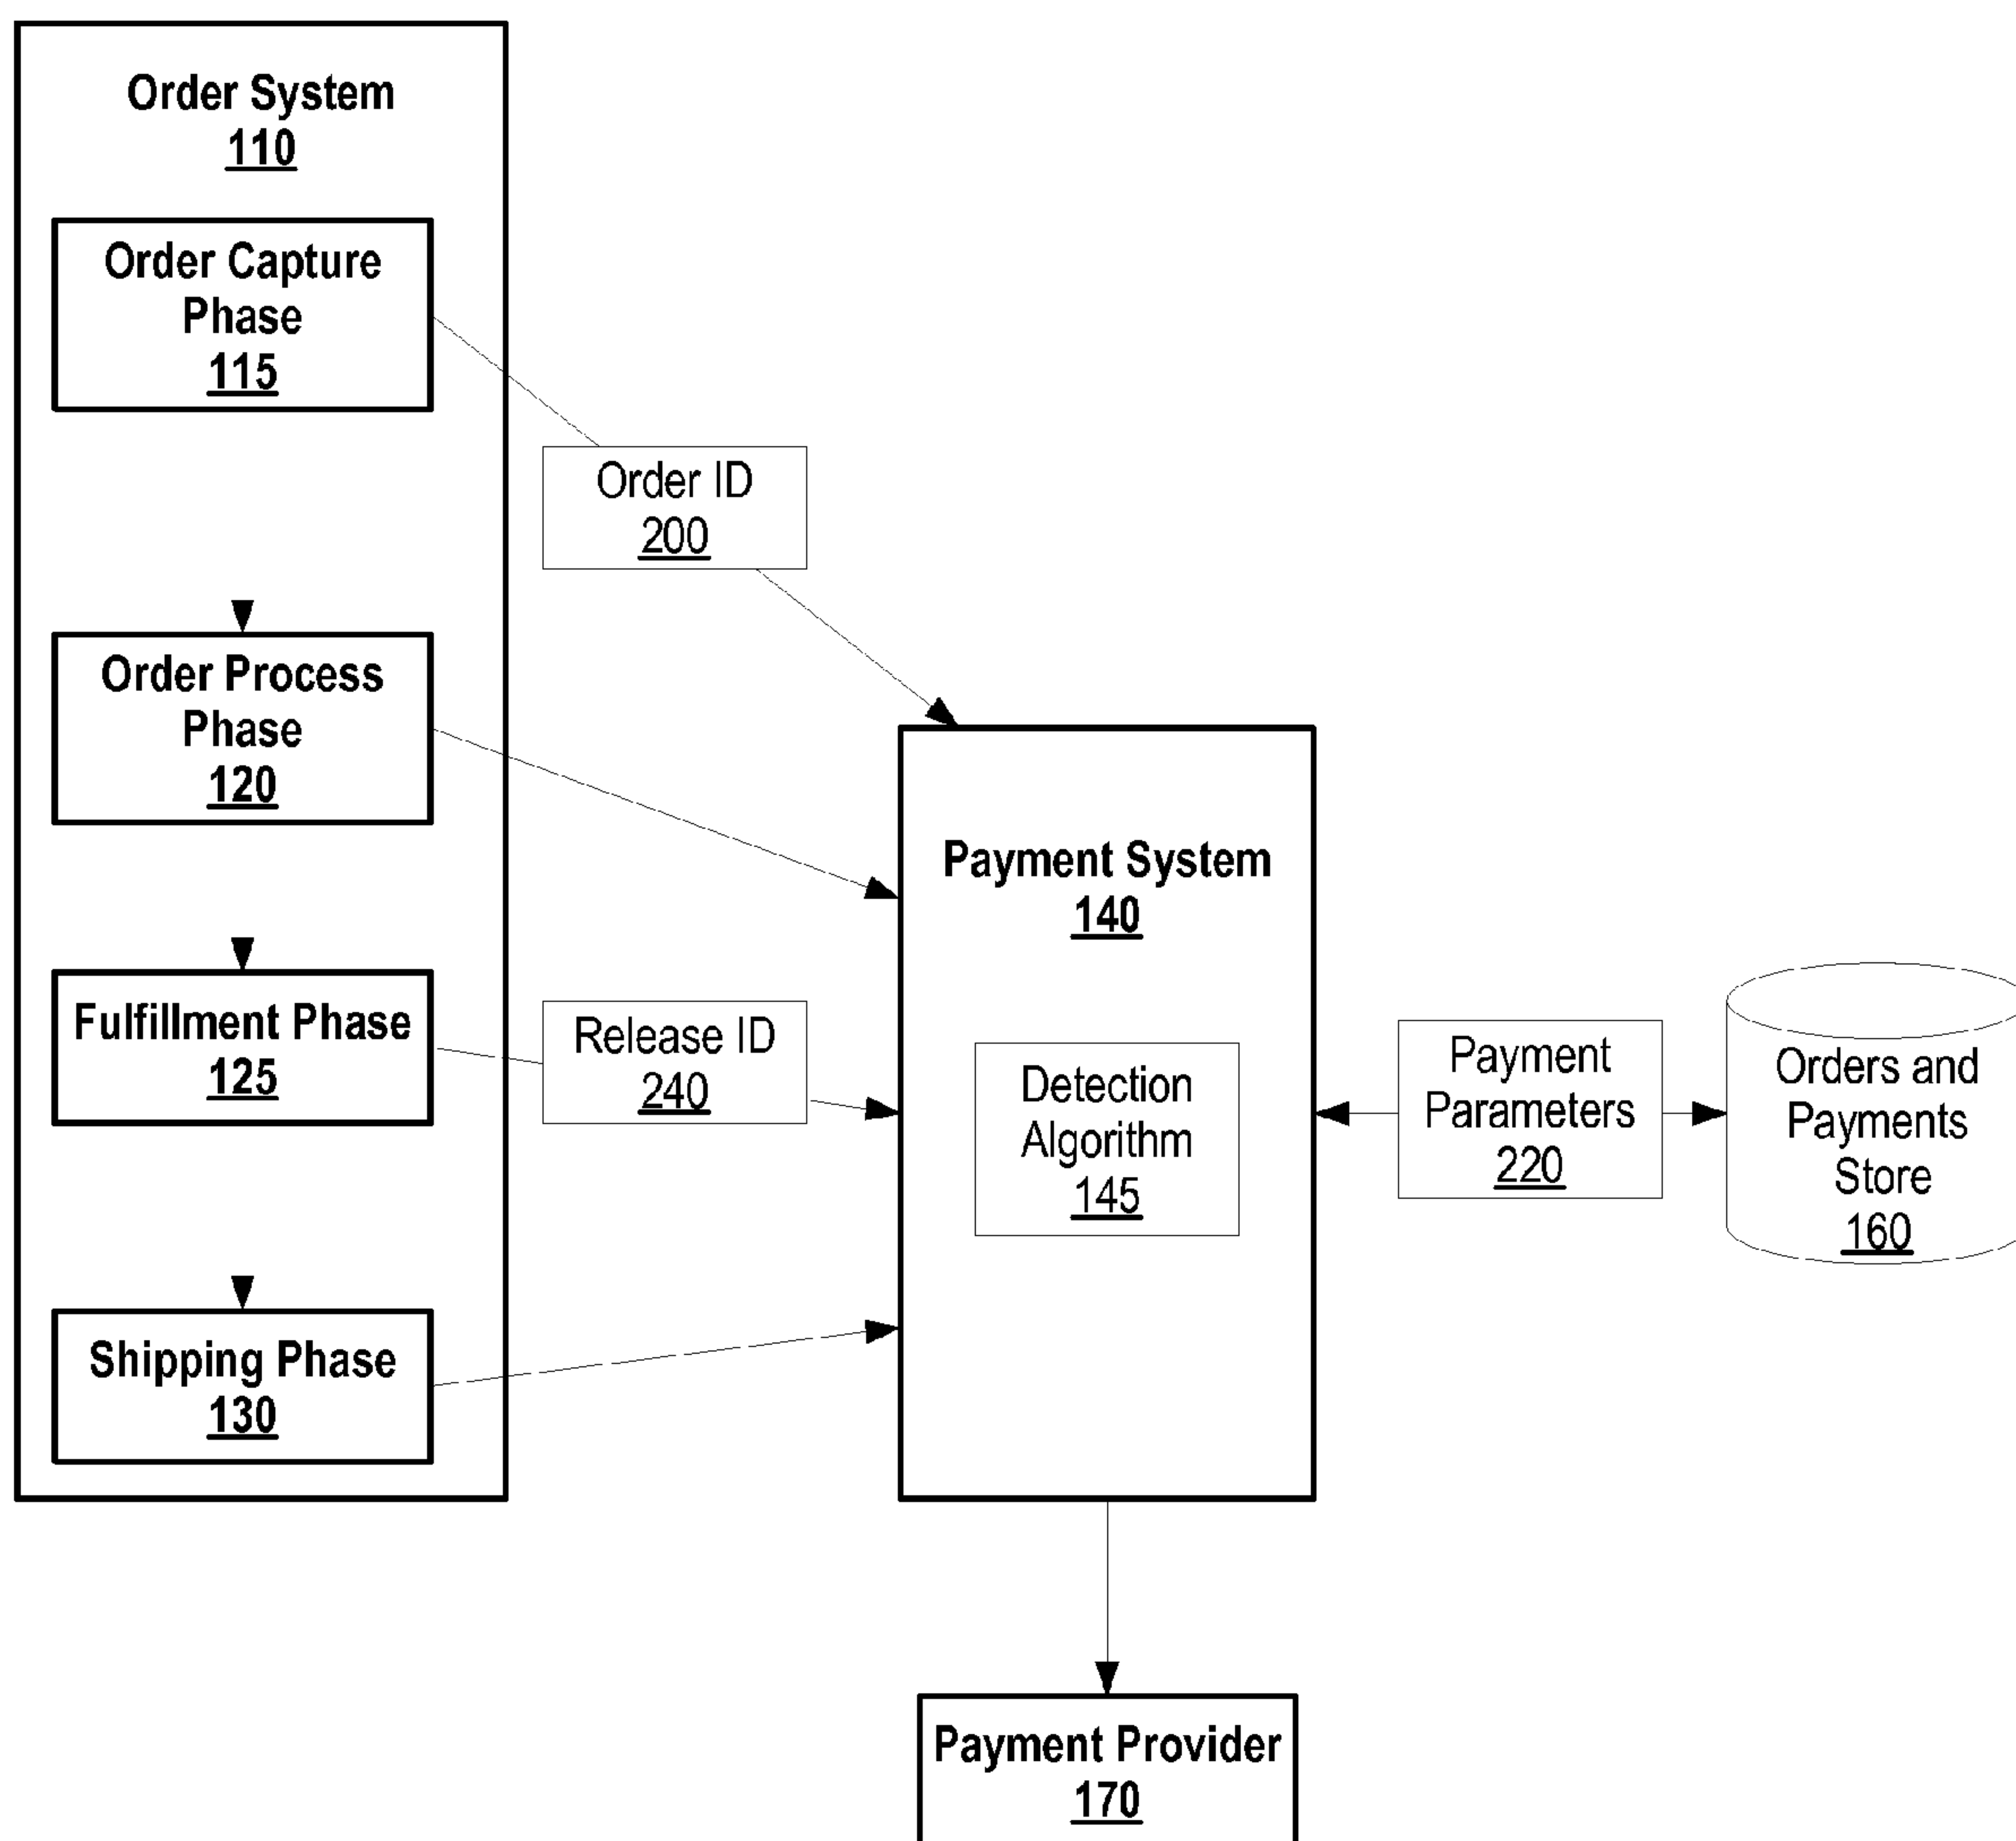 Order System
110
Order Capture
Phase
115
Order ID
200
Order Process
Phase
120
Payment System
140
Fulfillment Phase
125
Release ID
240
Detection
Algorithm
145
Payment
Parameters
220
Orders and
Payments
Store
160
Shipping Phase
130
Payment Provider
170